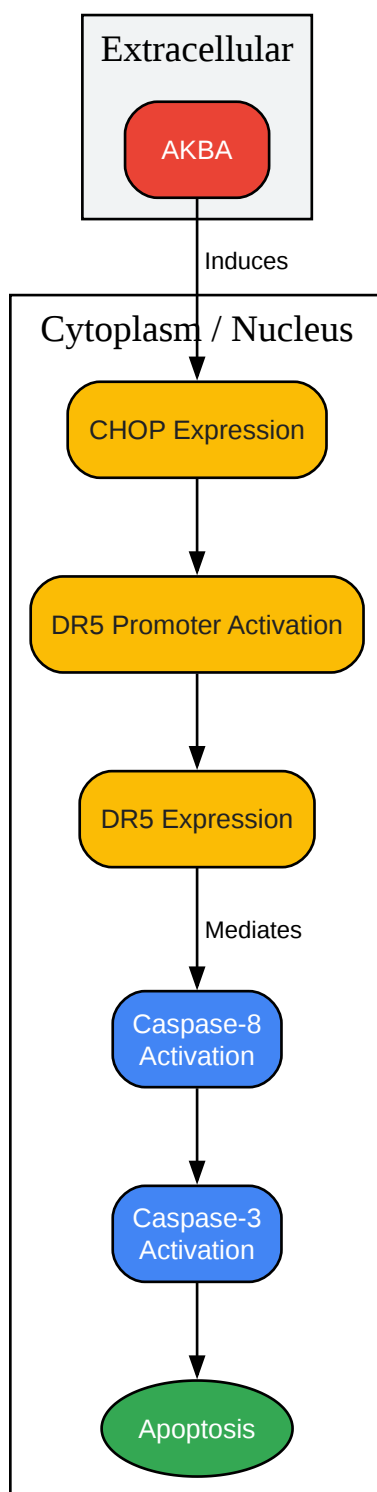 Extracellular
AKBA
Induces
Cytoplasm / Nucleus
CHOP Expression
DR5 Promoter Activation
DR5 Expression
Mediates
Caspase-8
Activation
Caspase-3
Activation
Apoptosis